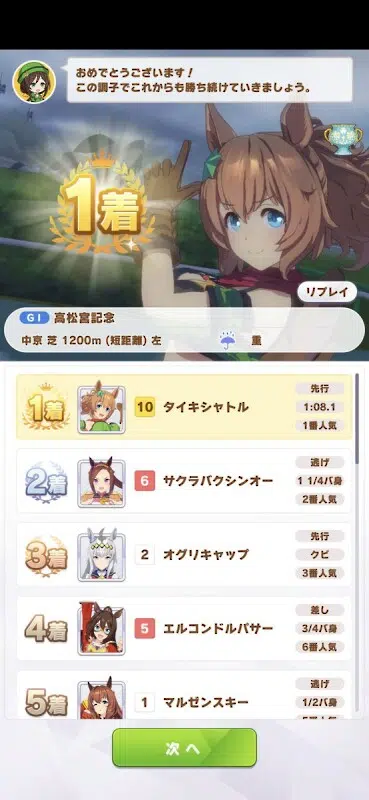 おめでとうございます!
この調子でこれからも勝ち続けていきましょう。
1着
リプレイ
GI 高松宮記念
中京 芝 1200m (短距離) 左 重
1着 10 タイキシャトル 先行
1:08.1
1番人気
2着 6 サクラバクシンオー 逃げ
1 1/4バ身
2番人気
3着 2 オグリキャップ 先行
クビ
3番人気
4着 5 エルコンドルパサー 差し
3/4バ身
6番人気
5着 1 マルゼンスキー 逃げ
1/2バ身
次へ